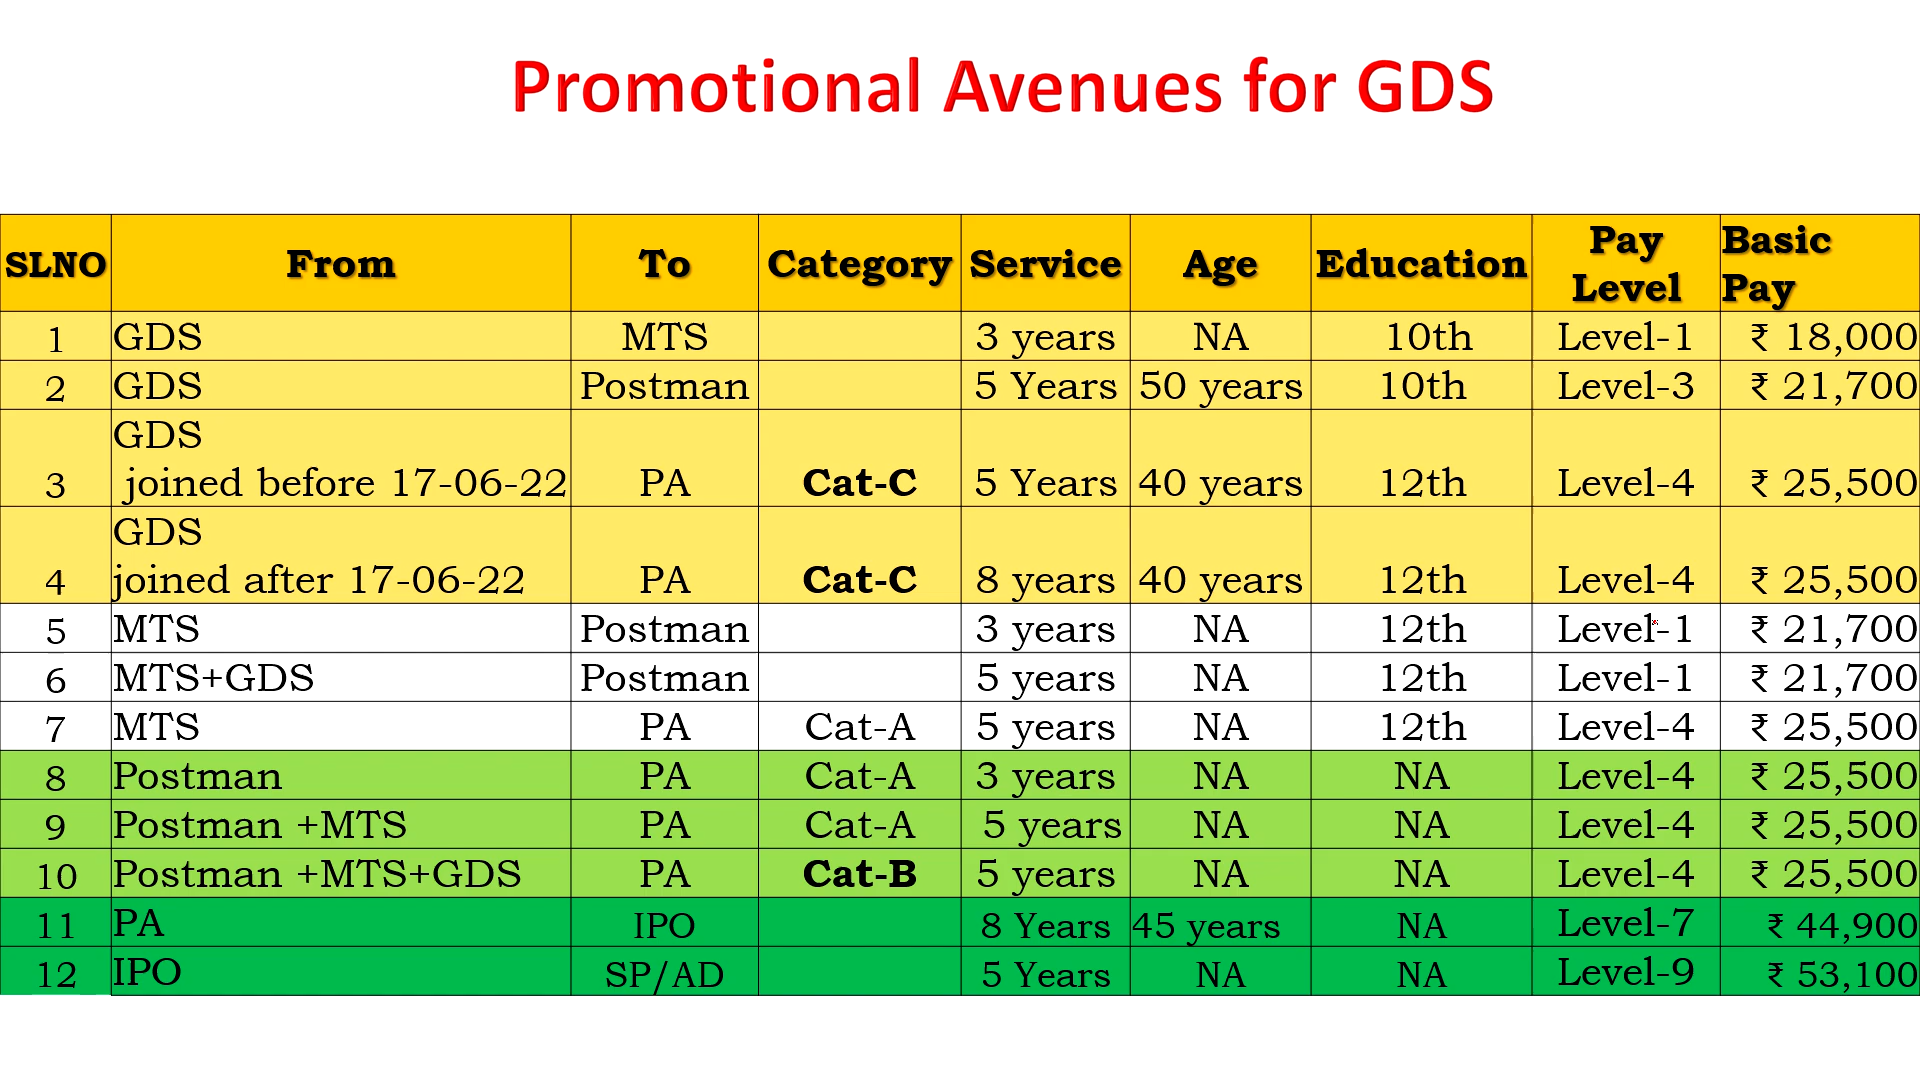 Promotional Avenues for GDS
SLNO From To Category Service Age Education Pay Level Basic Pay
1 GDS MTS 3 years NA 10th Level-1 ₹ 18,000
2 GDS Postman 5 Years 50 years 10th Level-3 ₹ 21,700
3 GDS joined before 17-06-22 PA Cat-C 5 Years 40 years 12th Level-4 ₹ 25,500
4 GDS joined after 17-06-22 PA Cat-C 8 years 40 years 12th Level-4 ₹ 25,500
5 MTS Postman 3 years NA 12th Level-1 ₹ 21,700
6 MTS+GDS Postman 5 years NA 12th Level-1 ₹ 21,700
7 MTS PA Cat-A 5 years NA 12th Level-4 ₹ 25,500
8 Postman PA Cat-A 3 years NA NA Level-4 ₹ 25,500
9 Postman +MTS PA Cat-A 5 years NA NA Level-4 ₹ 25,500
10 Postman +MTS+GDS PA Cat-B 5 years NA NA Level-4 ₹ 25,500
11 PA IPO 8 Years 45 years NA Level-7 ₹ 44,900
12 IPO SP/AD 5 Years NA NA Level-9 ₹ 53,100